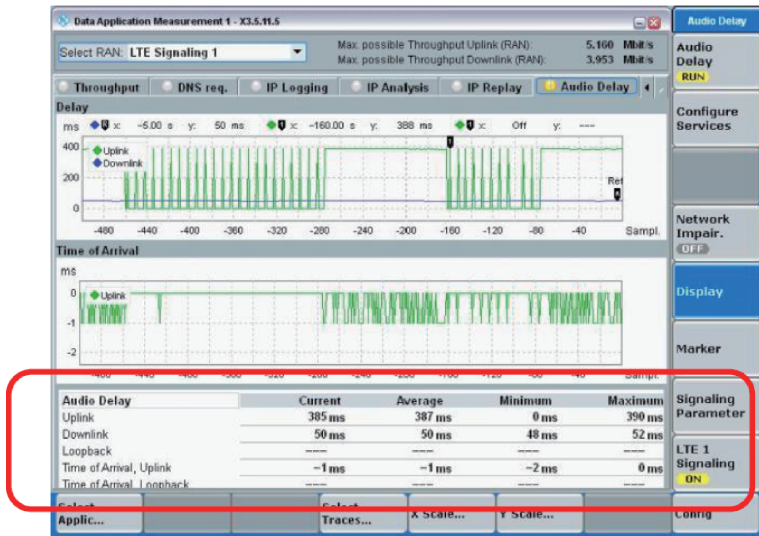 Data Application Measurement 1 - X3.5.11.5
Audio Delay
Select RAN: LTE Signaling 1
Max. possible Throughput Uplink (RAN): 5.160 Mbit/s
Max. possible Throughput Downlink (RAN): 3.953 Mbit/s
Audio Delay
RUN
Throughput DNS req. IP Logging IP Analysis IP Replay Audio Delay
Delay
ms x: -5.00 s y: 50 ms x: -160.00 s y: 388 ms x: Off y: ---
Configure Services
400
Uplink
Downlink
200
Ref
0
-480 -440 -400 -360 -320 -280 -240 -200 -160 -120 -80 -40 Sampl.
Network Impair.
OFF
Time of Arrival
ms
0
Uplink
-1
-2
Display
Marker
Audio Delay Current Average Minimum Maximum
Uplink 385 ms 387 ms 0 ms 390 ms
Downlink 50 ms 50 ms 48 ms 52 ms
Loopback --- --- --- ---
Time of Arrival, Uplink -1 ms -1 ms -2 ms 0 ms
Time of Arrival, Loopback --- --- --- ---
Signaling Parameter
LTE 1 Signaling
ON
Select Applic...
Select Traces...
X Scale...
Y Scale...
Config